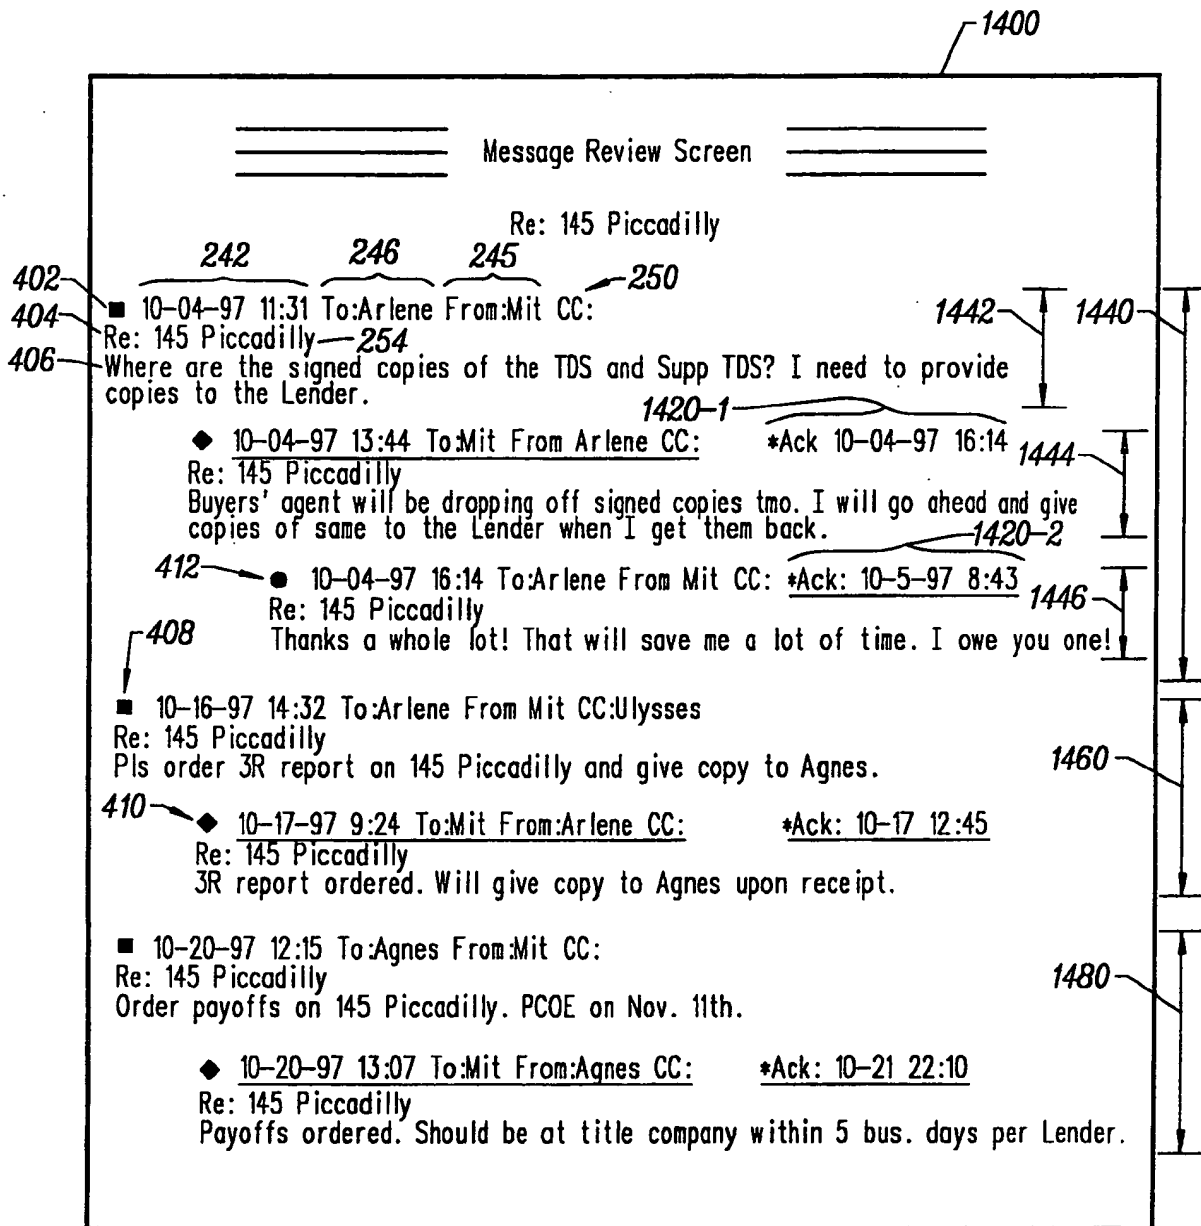 1400
Message Review Screen
Re: 145 Piccadilly
242 246 245
402 250
■ 10-04-97 11:31 To:Arlene From:Mit CC:
1442 1440
404 Re: 145 Piccadilly 254
406 Where are the signed copies of the TDS and Supp TDS? I need to provide
copies to the Lender.
1420-1
◆ 10-04-97 13:44 To:Mit From Arlene CC: *Ack 10-04-97 16:14
1444
Re: 145 Piccadilly
Buyers' agent will be dropping off signed copies tmo. I will go ahead and give
copies of same to the Lender when I get them back.
1420-2
412 ● 10-04-97 16:14 To:Arlene From Mit CC: *Ack: 10-5-97 8:43
1446
Re: 145 Piccadilly
Thanks a whole lot! That will save me a lot of time. I owe you one!
408
■ 10-16-97 14:32 To:Arlene From Mit CC:Ulysses
Re: 145 Piccadilly
Pls order 3R report on 145 Piccadilly and give copy to Agnes.
1460
410 ◆ 10-17-97 9:24 To:Mit From:Arlene CC: *Ack: 10-17 12:45
Re: 145 Piccadilly
3R report ordered. Will give copy to Agnes upon receipt.
■ 10-20-97 12:15 To:Agnes From:Mit CC:
Re: 145 Piccadilly
1480
Order payoffs on 145 Piccadilly. PCOE on Nov. 11th.
◆ 10-20-97 13:07 To:Mit From:Agnes CC: *Ack: 10-21 22:10
Re: 145 Piccadilly
Payoffs ordered. Should be at title company within 5 bus. days per Lender.